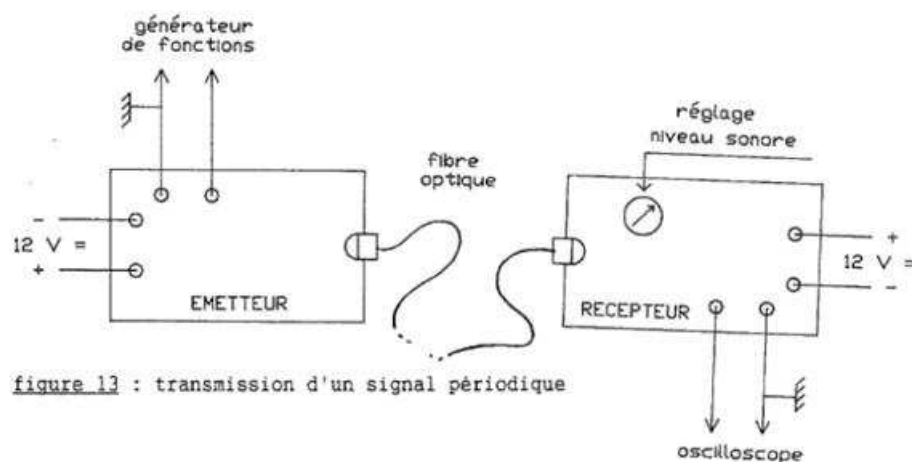 générateur
de fonctions
réglage
niveau sonore
fibre
optique
-
12 V =
+
EMETTEUR
+
12 V =
-
RECEPTEUR
figure 13 : transmission d'un signal périodique
oscilloscope